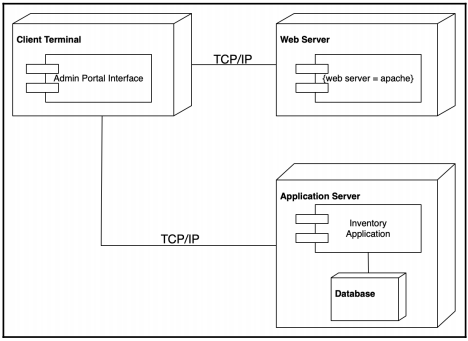 Client Terminal
Admin Portal Interface
TCP/IP
Web Server
{web server = apache}
TCP/IP
Application Server
Inventory
Application
Database